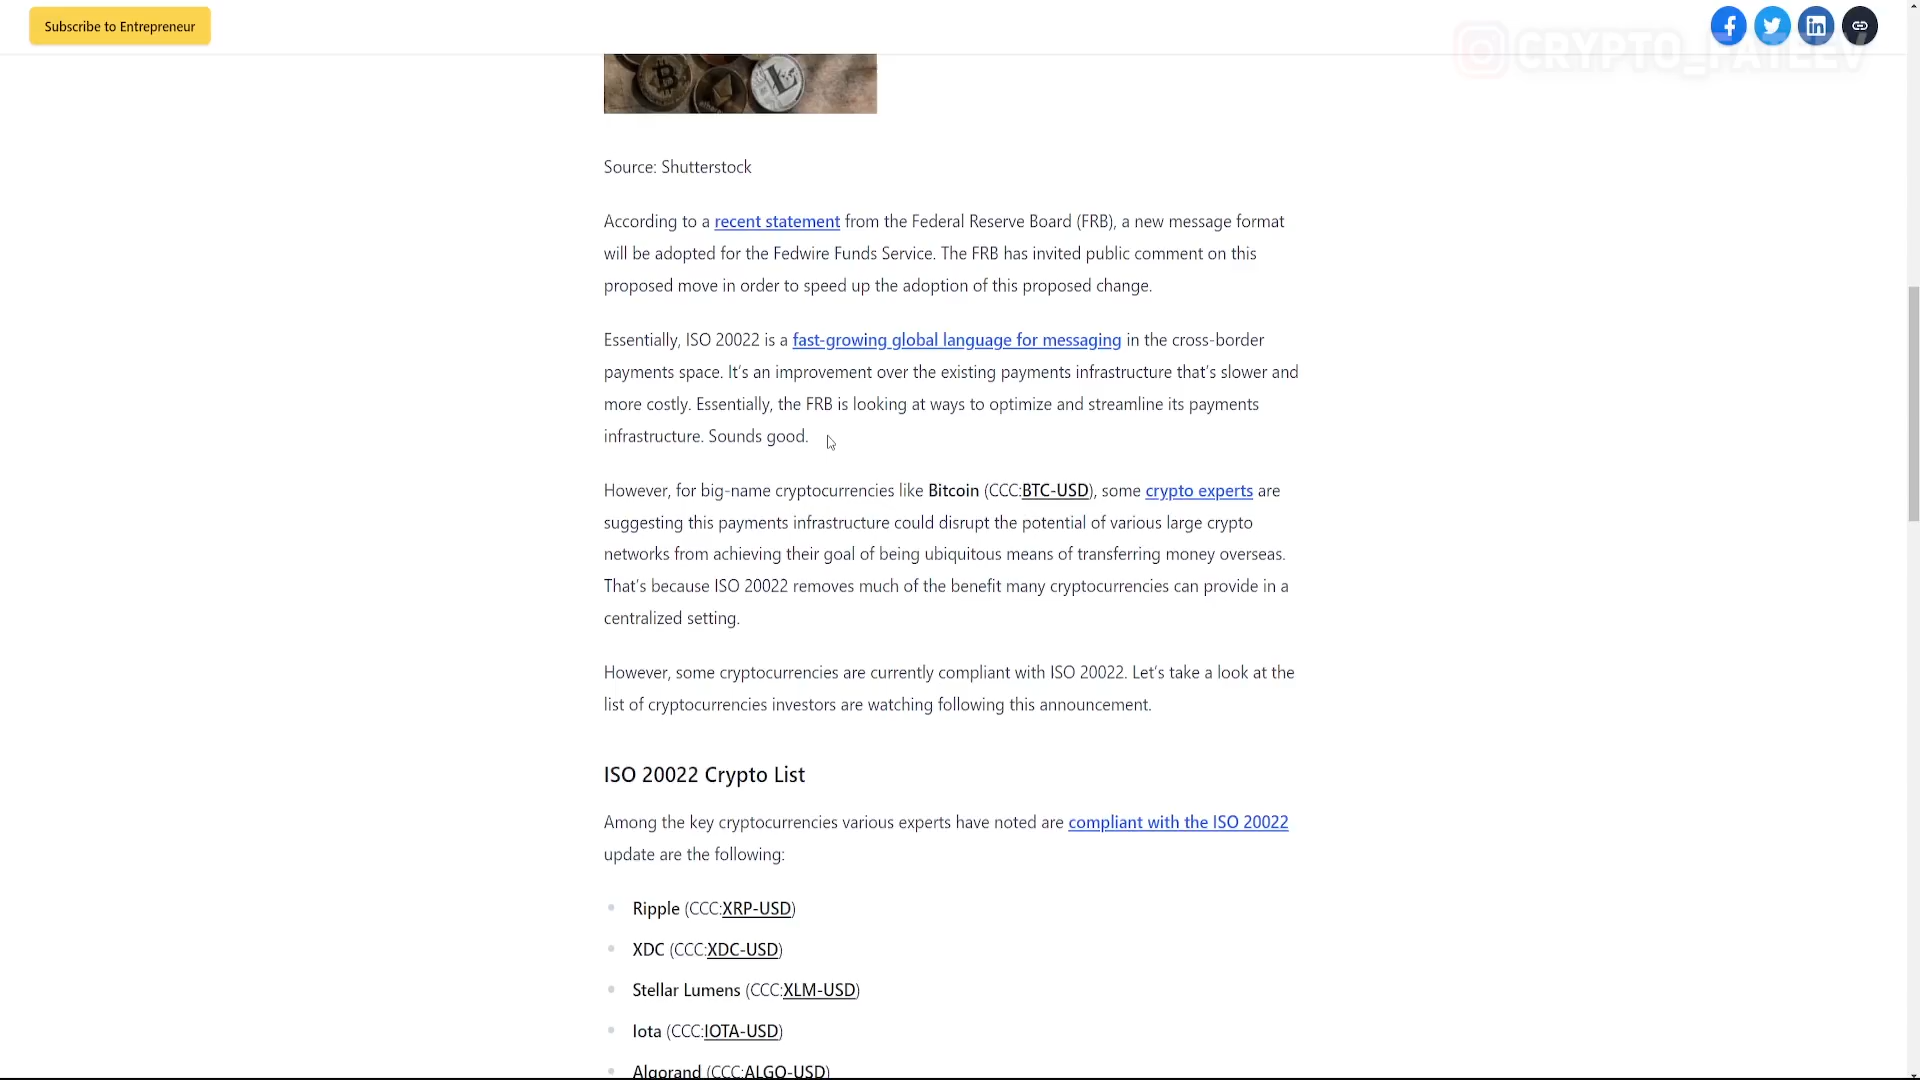 Subscribe to Entrepreneur
Source: Shutterstock
According to a recent statement from the Federal Reserve Board (FRB), a new message format
will be adopted for the Fedwire Funds Service. The FRB has invited public comment on this
proposed move in order to speed up the adoption of this proposed change.
Essentially, ISO 20022 is a fast-growing global language for messaging in the cross-border
payments space. It's an improvement over the existing payments infrastructure that's slower and
more costly. Essentially, the FRB is looking at ways to optimize and streamline its payments
infrastructure. Sounds good.
However, for big-name cryptocurrencies like Bitcoin (CCC:BTC-USD), some crypto experts are
suggesting this payments infrastructure could disrupt the potential of various large crypto
networks from achieving their goal of being ubiquitous means of transferring money overseas.
That's because ISO 20022 removes much of the benefit many cryptocurrencies can provide in a
centralized setting.
However, some cryptocurrencies are currently compliant with ISO 20022. Let's take a look at the
list of cryptocurrencies investors are watching following this announcement.
ISO 20022 Crypto List
Among the key cryptocurrencies various experts have noted are compliant with the ISO 20022
update are the following:
Ripple (CCC:XRP-USD)
XDC (CCC:XDC-USD)
Stellar Lumens (CCC:XLM-USD)
Iota (CCC:IOTA-USD)
Algorand (CCC:ALGO-USD)